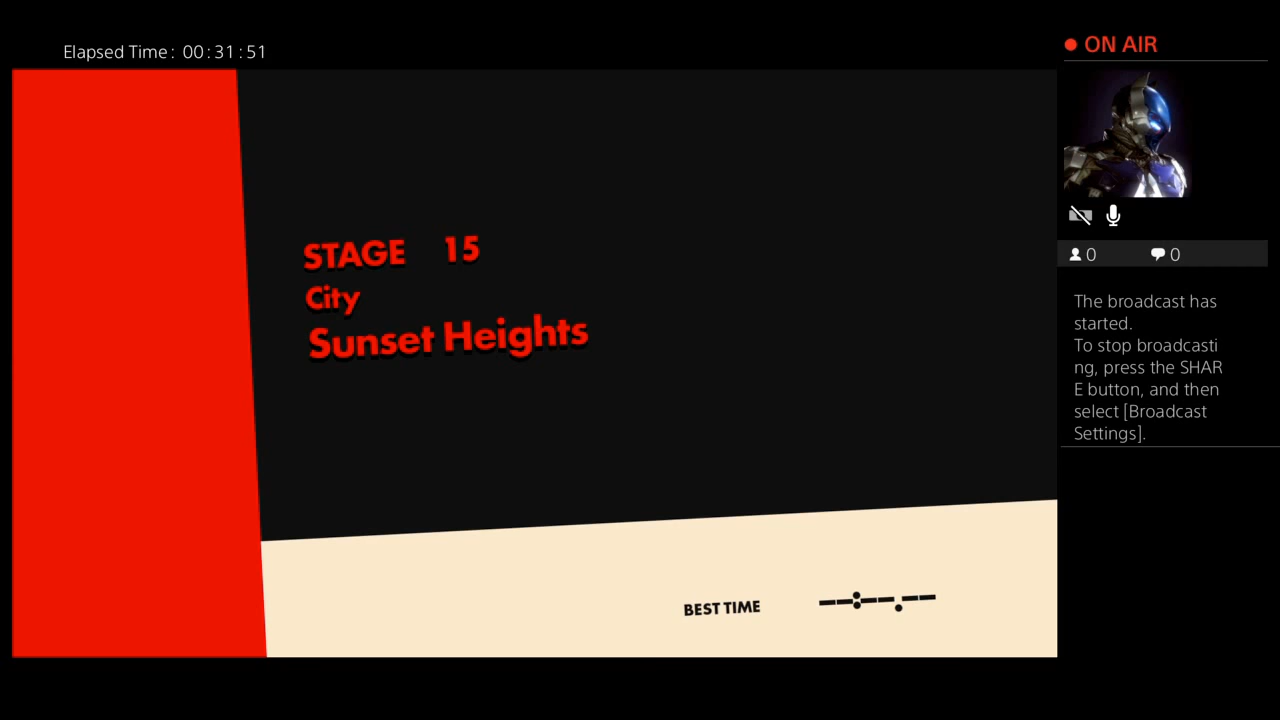 Elapsed Time: 00:31:51
ON AIR
STAGE 15
City
Sunset Heights
0 0
The broadcast has
started.
To stop broadcasti
ng, press the SHAR
E button, and then
select [Broadcast
Settings].
BEST TIME --:--.--